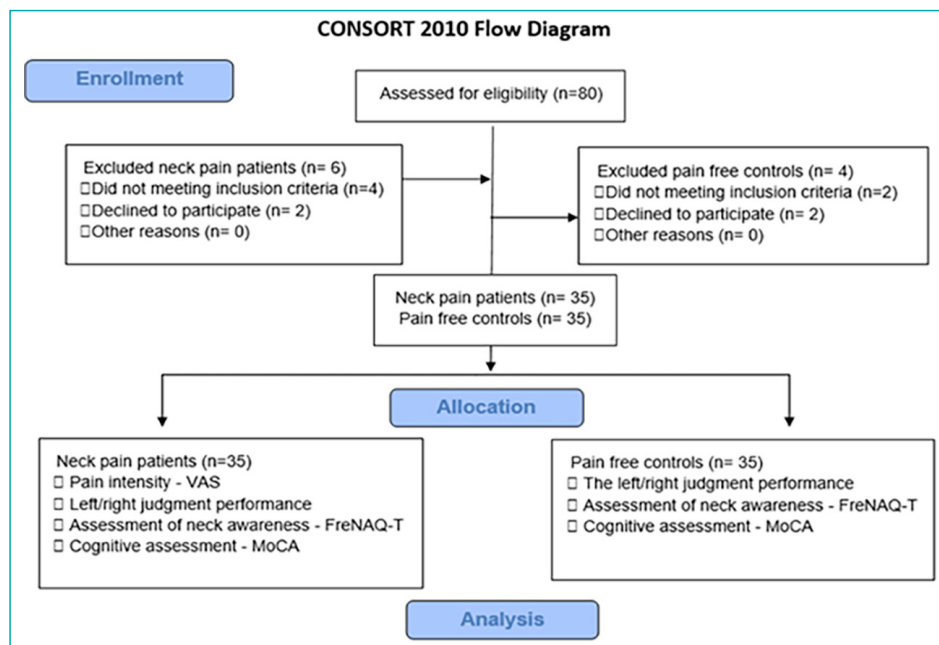 CONSORT 2010 Flow Diagram
Enrollment
Assessed for eligibility (n=80)
Excluded neck pain patients (n= 6)
□Did not meeting inclusion criteria (n=4)
□Declined to participate (n= 2)
□Other reasons (n= 0)
Excluded pain free controls (n= 4)
□Did not meeting inclusion criteria (n=2)
□Declined to participate (n= 2)
□Other reasons (n= 0)
Neck pain patients (n= 35)
Pain free controls (n= 35)
Allocation
Neck pain patients (n=35)
□ Pain intensity - VAS
□ Left/right judgment performance
□ Assessment of neck awareness - FreNAQ-T
□ Cognitive assessment - MoCA
Pain free controls (n= 35)
□ The left/right judgment performance
□ Assessment of neck awareness - FreNAQ-T
□ Cognitive assessment - MoCA
Analysis